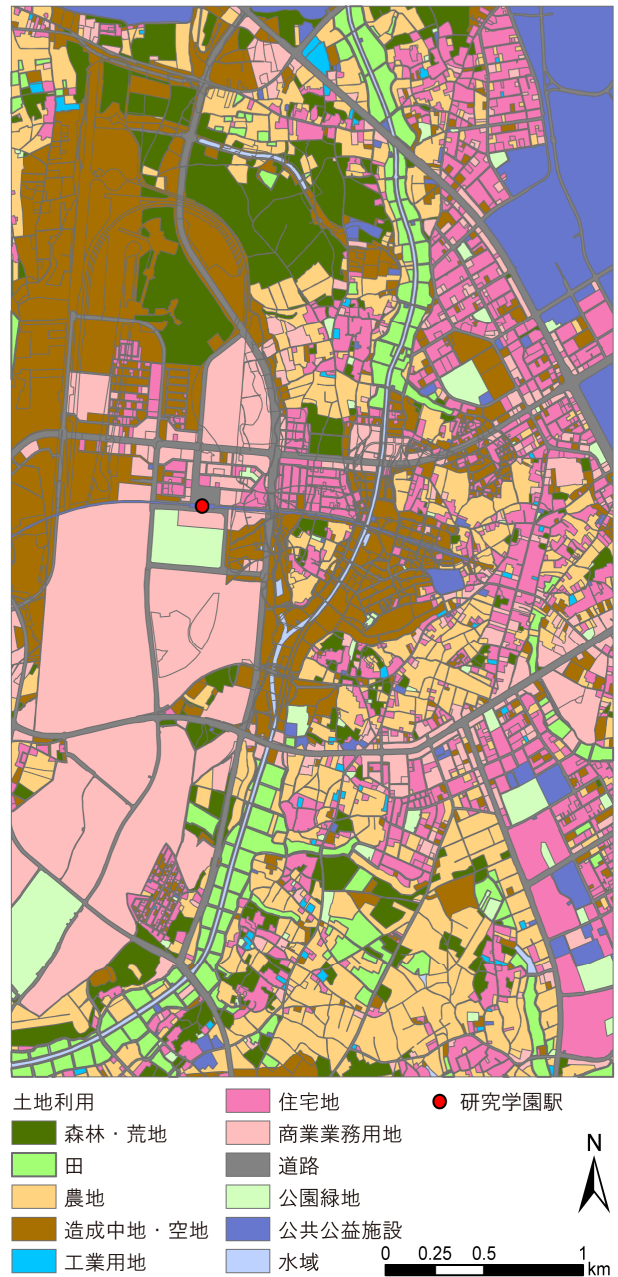 土地利用
森林・荒地
田
農地
造成中地・空地
工業用地
住宅地
商業業務用地
道路
公園緑地
公共公益施設
水域
研究学園駅
N
0 0.25 0.5 1
km